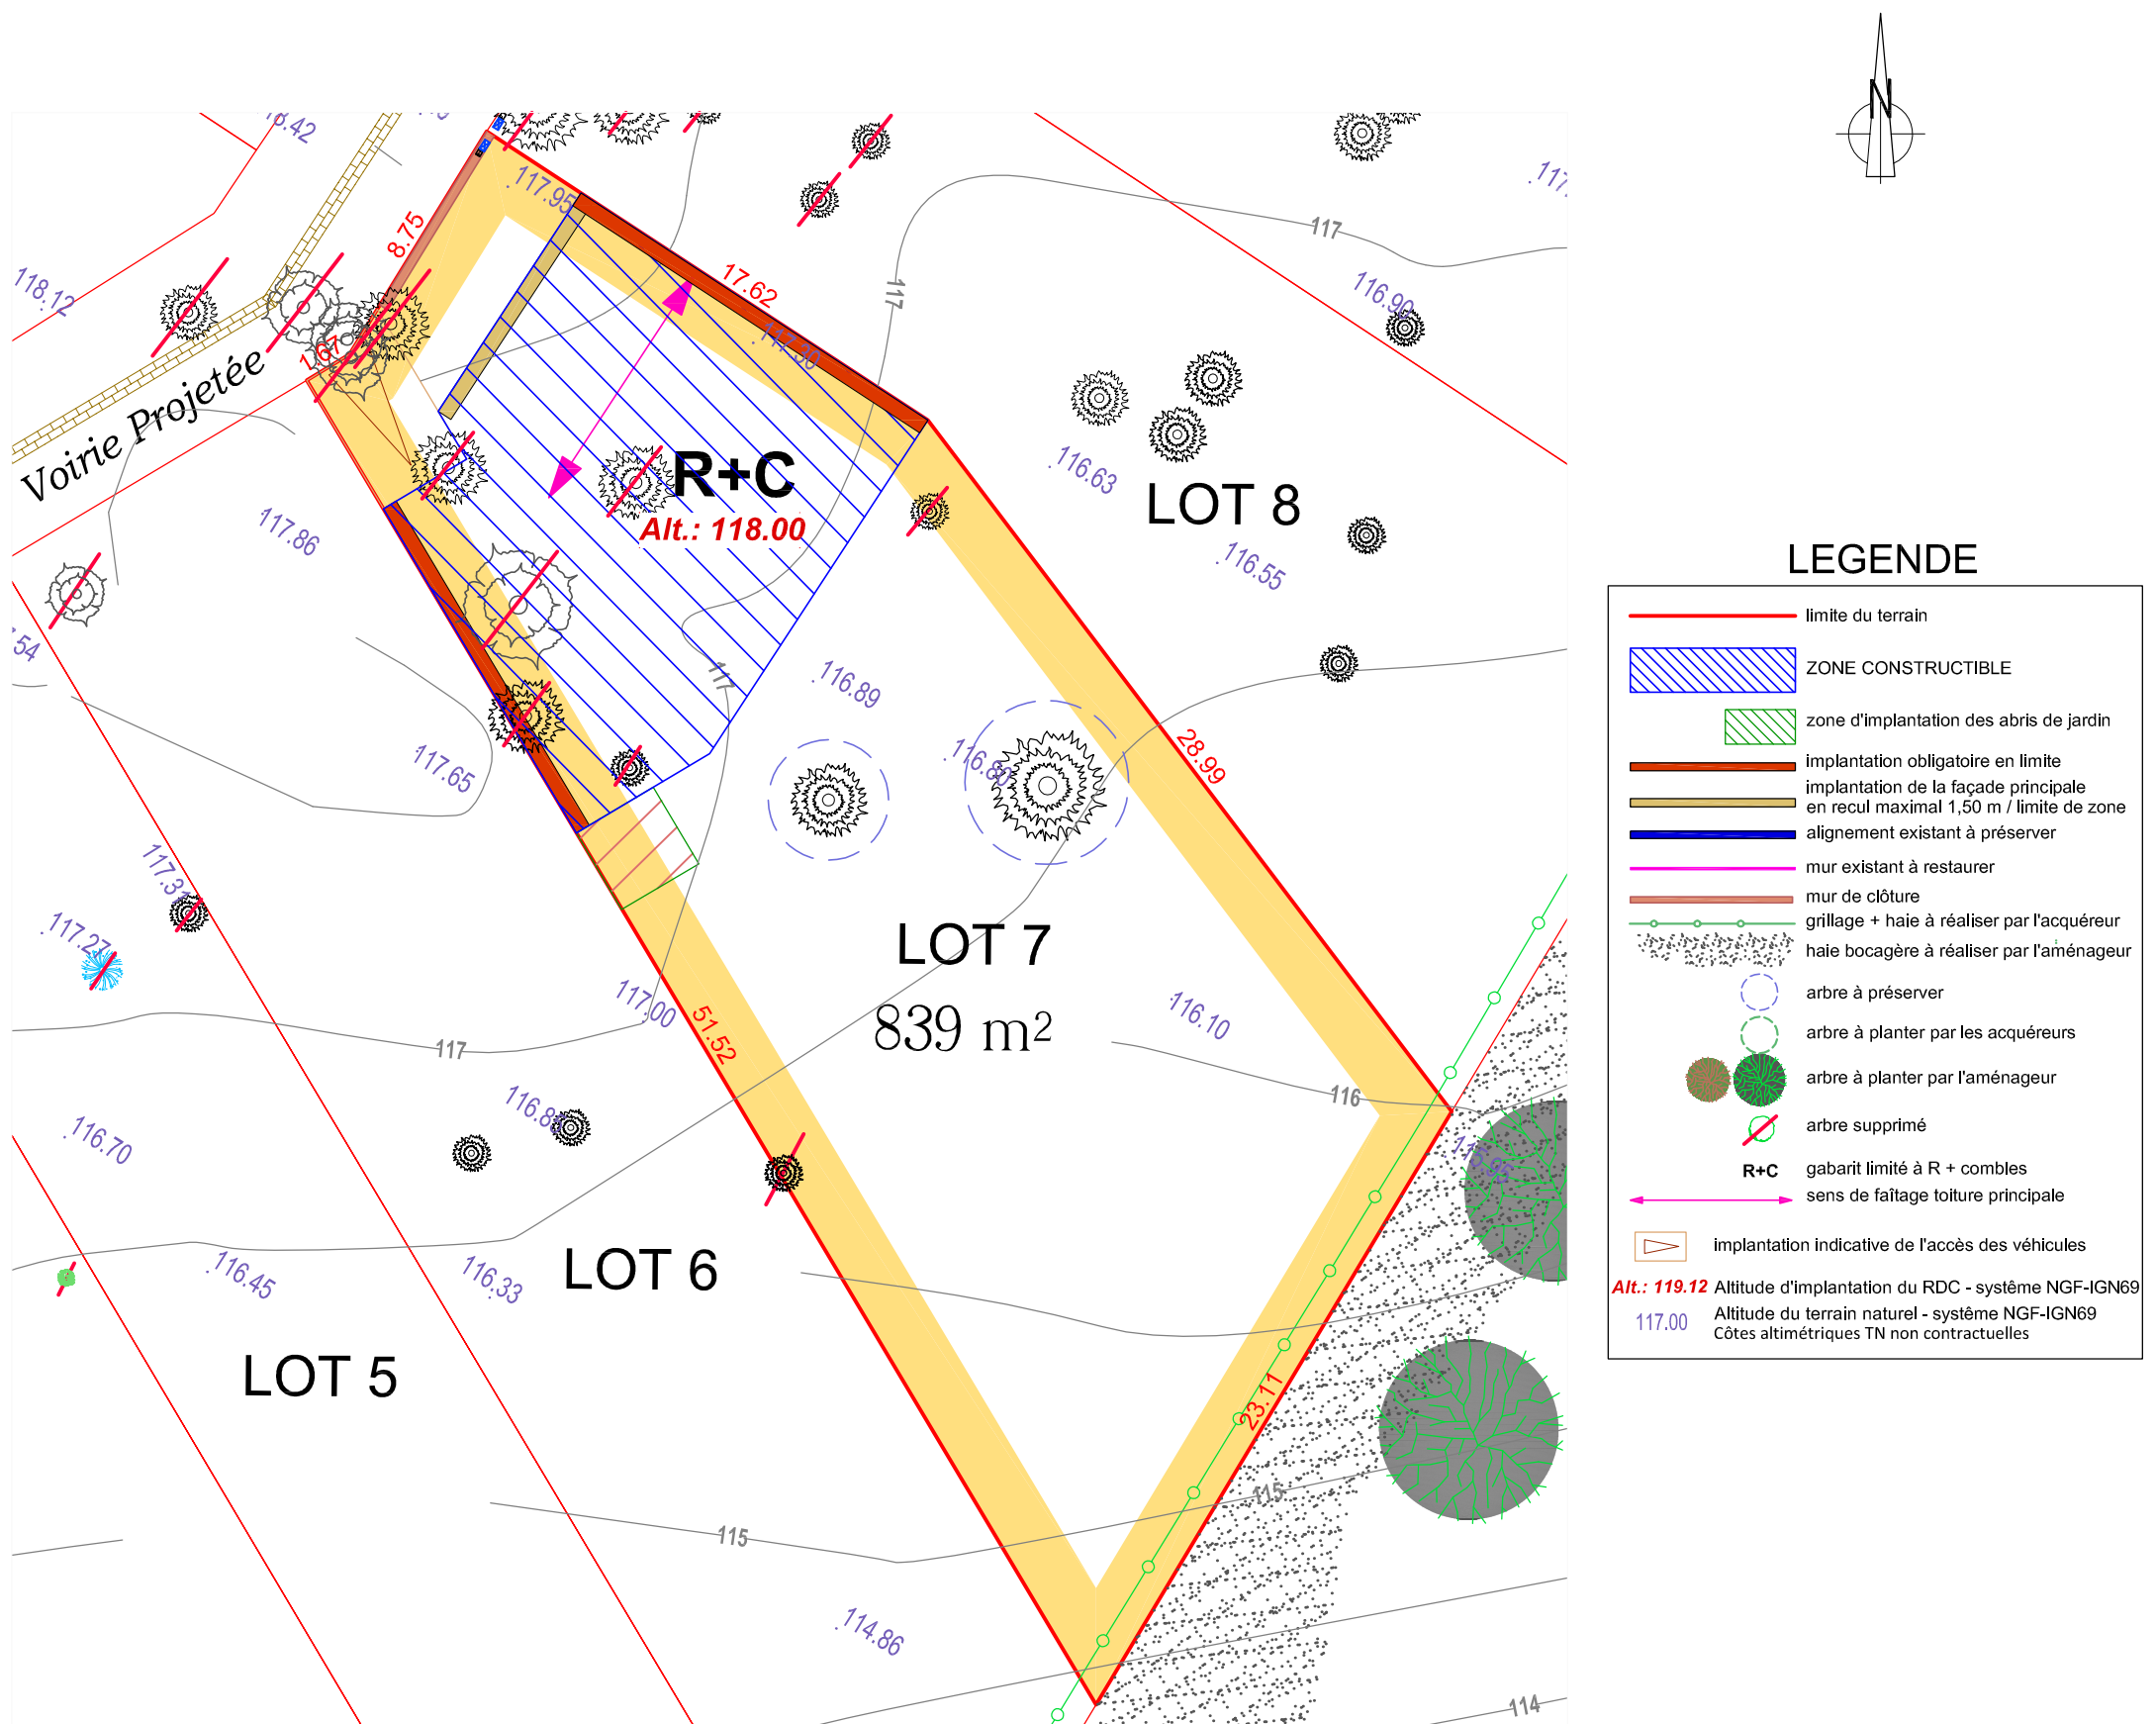 N
117.95
8.75
17.62
117
118.12
117
116.90
1.67
117.30
Voirie Projetée
R+C
116.63
LOT 8
Alt.: 118.00
117.86
116.55
117
116.89
117.65
116.80
28.99
117.31
117.27
LOT 7
839 m²
117.00
116.10
51.52
117
116
116.70
115.96
LOT 6
116.45
116.33
LOT 5
23.11
115
115
114.86
114
LEGENDE
limite du terrain
ZONE CONSTRUCTIBLE
zone d'implantation des abris de jardin
implantation obligatoire en limite
implantation de la façade principale
en recul maximal 1,50 m / limite de zone
alignement existant à préserver
mur existant à restaurer
mur de clôture
grillage + haie à réaliser par l'acquéreur
haie bocagère à réaliser par l'aménageur
arbre à préserver
arbre à planter par les acquéreurs
arbre à planter par l'aménageur
arbre supprimé
R+C gabarit limité à R + combles
sens de faîtage toiture principale
implantation indicative de l'accès des véhicules
Alt.: 119.12 Altitude d'implantation du RDC - système NGF-IGN69
117.00 Altitude du terrain naturel - système NGF-IGN69
Côtes altimétriques TN non contractuelles